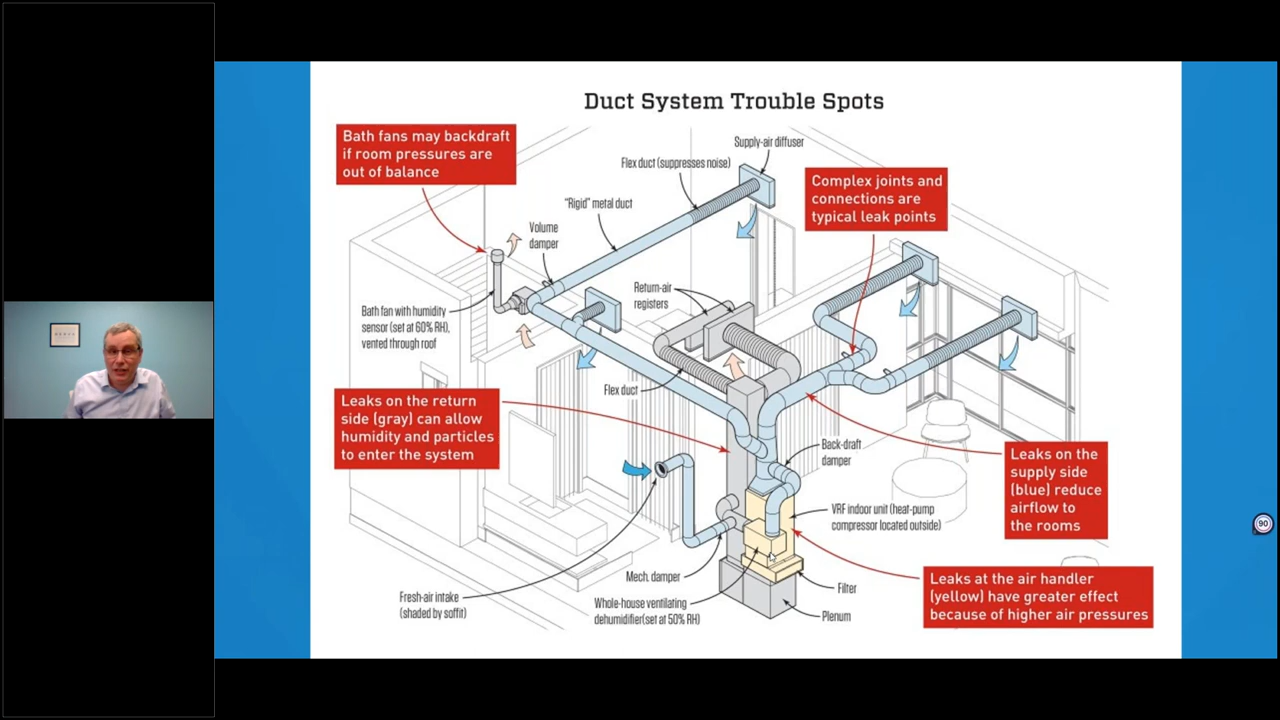 Duct System Trouble Spots
Bath fans may backdraft
if room pressures are
out of balance
Supply-air diffuser
Flex duct (suppresses noise)
"Rigid" metal duct
Volume
damper
Complex joints and
connections are
typical leak points
Return-air
registers
Bath fan with humidity
sensor (set at 60% RH),
vented through roof
Flex duct
Leaks on the return
side (gray) can allow
humidity and particles
to enter the system
Back-draft
damper
Leaks on the
supply side
(blue) reduce
airflow to
the rooms
VRF indoor unit (heat-pump
compressor located outside)
Mech. damper
Filter
Fresh-air intake
(shaded by soffit)
Whole-house ventilating
dehumidifier(set at 50% RH)
Plenum
Leaks at the air handler
(yellow) have greater effect
because of higher air pressures
90